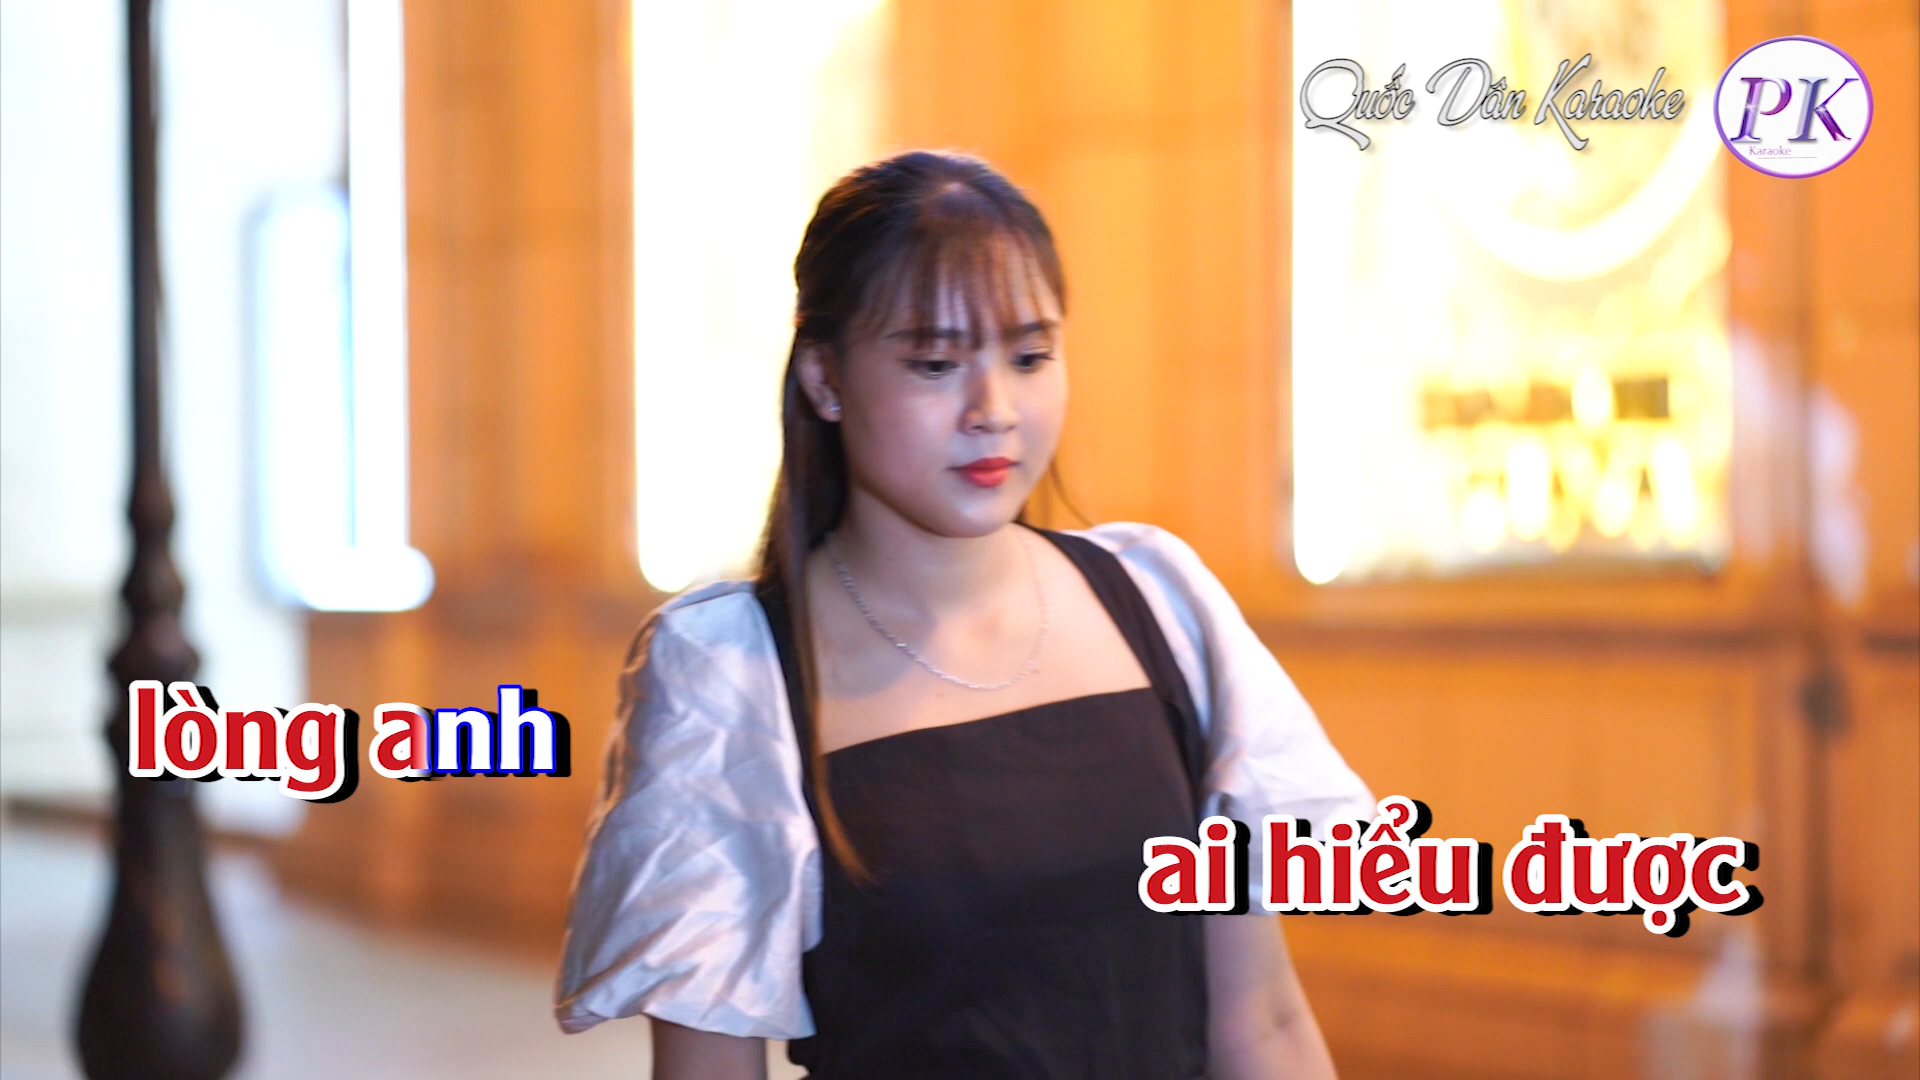 Quốc Dân Karaoke
PK
Karaoke
lòng anh
ai hiểu được